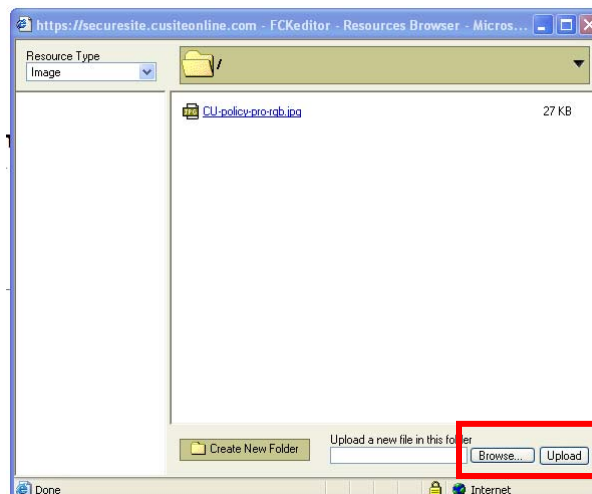 https://securesite.cusiteonline.com - FCKeditor - Resources Browser - Micros...
Resource Type
Image
/
CU-policy-pro-rgb.jpg 27 KB
Create New Folder
Upload a new file in this folder
Browse... Upload
Done Internet